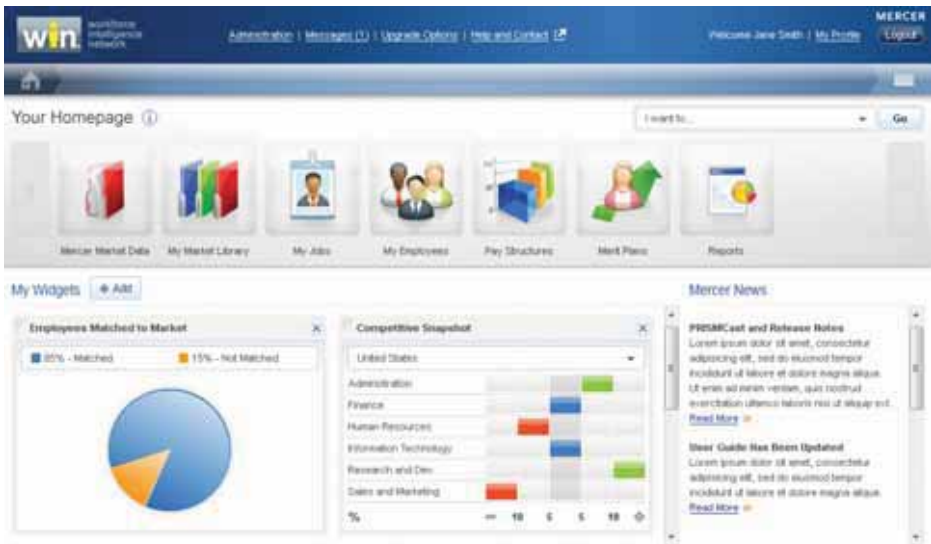 MERCER
win. workforce
intelligence
network
Administration | Messages (1) | Upgrade Options | Help and Contact
Welcome Jane Smith | My Profile
Logout
Your Homepage
I want to...
Go
Mercer Market Data
My Market Library
My Jobs
My Employees
Pay Structures
Merit Plans
Reports
My Widgets
+ Add
Mercer News
Employees Matched to Market
85% - Matched
15% - Not Matched
Competitive Snapshot
United States
Administration
Finance
Human Resources
Information Technology
Research and Dev
Sales and Marketing
%
5 5
PRISMCast and Release Notes
Lorem ipsum dolor sit amet, consectetur
adipisicing elit, sed do eiusmod tempor
incididunt ut labore et dolore magna aliqua.
Ut enim ad minim veniam, quis nostrud
exercitation ullamco laboris nisi ut aliquip ext.
Read More
User Guide Has Been Updated
Lorem ipsum dolor sit amet, consectetur
adipisicing elit, sed do eiusmod tempor
incididunt ut labore et dolore magna aliqua.
Read More